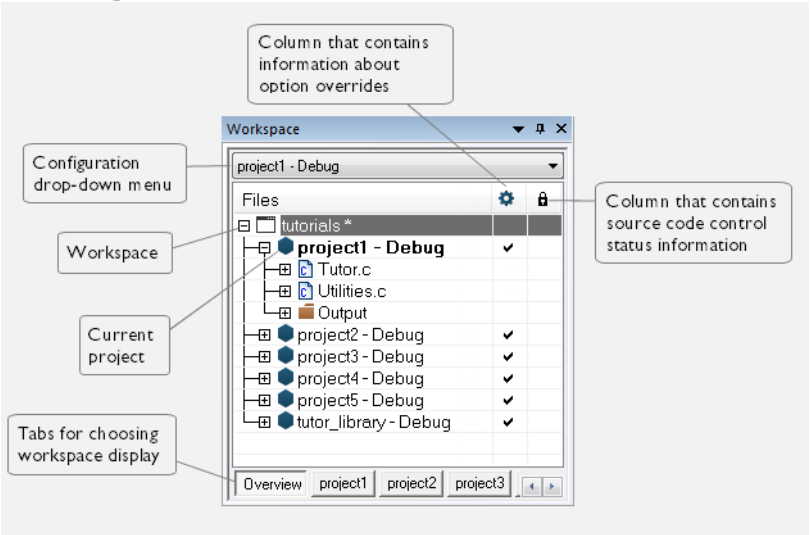 Column that contains
information about
option overrides
Workspace
Configuration
drop-down menu
project1 - Debug
Files
Column that contains
source code control
status information
tutorials *
Workspace
project1 - Debug
Tutor.c
Utilities.c
Output
Current
project
project2 - Debug
project3 - Debug
project4 - Debug
project5 - Debug
tutor_library - Debug
Tabs for choosing
workspace display
Overview project1 project2 project3